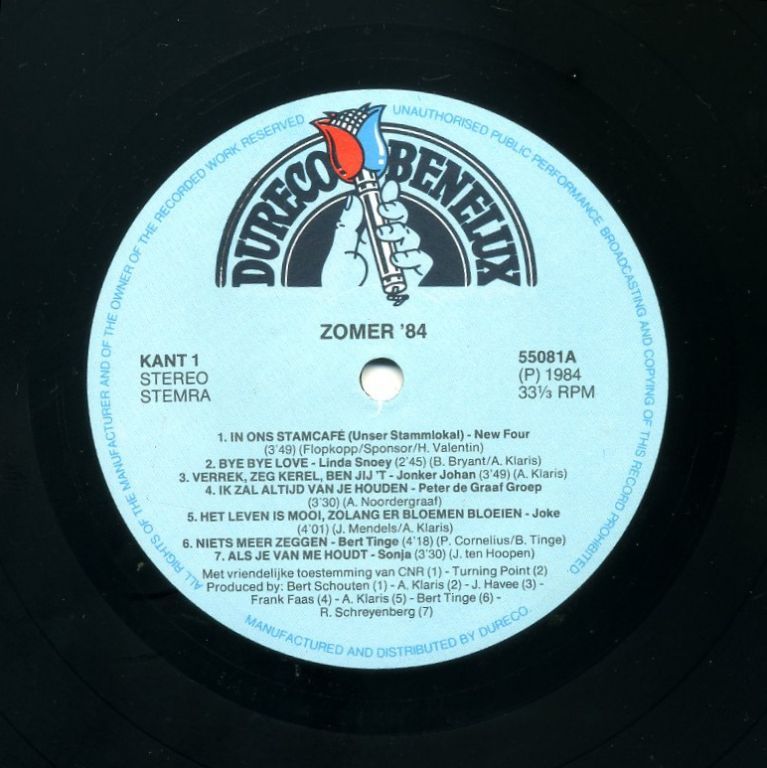 ALL RIGHTS OF THE MANUFACTURER AND OF THE OWNER OF THE RECORDED WORK RESERVED
UNAUTHORISED PUBLIC PERFORMANCE BROADCASTING AND COPYING OF THIS RECORD PROHIBITED
DURECO BENELUX
ZOMER '84
KANT 1
STEREO
STEMRA
55081A
(P) 1984
33⅓ RPM
1. IN ONS STAMCAFÉ (Unser Stammlokal) - New Four
(3'49) (Flopkopp/Sponsor/H. Valentin)
2. BYE BYE LOVE - Linda Snoey (2'45) (B. Bryant/A. Klaris)
3. VERREK, ZEG KEREL, BEN JIJ 'T - Jonker Johan (3'49) (A. Klaris)
4. IK ZAL ALTIJD VAN JE HOUDEN - Peter de Graaf Groep
(3'30) (A. Noordergraaf)
5. HET LEVEN IS MOOI, ZOLANG ER BLOEMEN BLOEIEN - Joke
(4'01) (J. Mendels/A. Klaris)
6. NIETS MEER ZEGGEN - Bert Tinge (4'18) (P. Cornelius/B. Tinge)
7. ALS JE VAN ME HOUDT - Sonja (3'30) (J. ten Hoopen)
Met vriendelijke toestemming van CNR (1) - Turning Point (2)
Produced by: Bert Schouten (1) - A. Klaris (2) - J. Havee (3) -
Frank Faas (4) - A. Klaris (5) - Bert Tinge (6) -
R. Schreyenberg (7)
MANUFACTURED AND DISTRIBUTED BY DURECO.